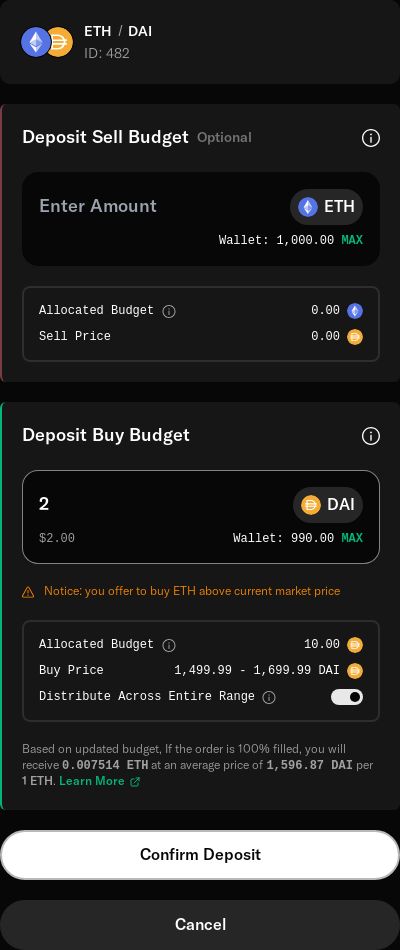 ETH / DAI
ID: 482
Deposit Sell Budget Optional
Enter Amount ETH
Wallet: 1,000.00 MAX
Allocated Budget 0.00
Sell Price 0.00
Deposit Buy Budget
2 DAI
$2.00 Wallet: 990.00 MAX
Notice: you offer to buy ETH above current market price
Allocated Budget 10.00
Buy Price 1,499.99 - 1,699.99 DAI
Distribute Across Entire Range
Based on updated budget, If the order is 100% filled, you will
receive 0.007514 ETH at an average price of 1,596.87 DAI per
1 ETH. Learn More
Confirm Deposit
Cancel